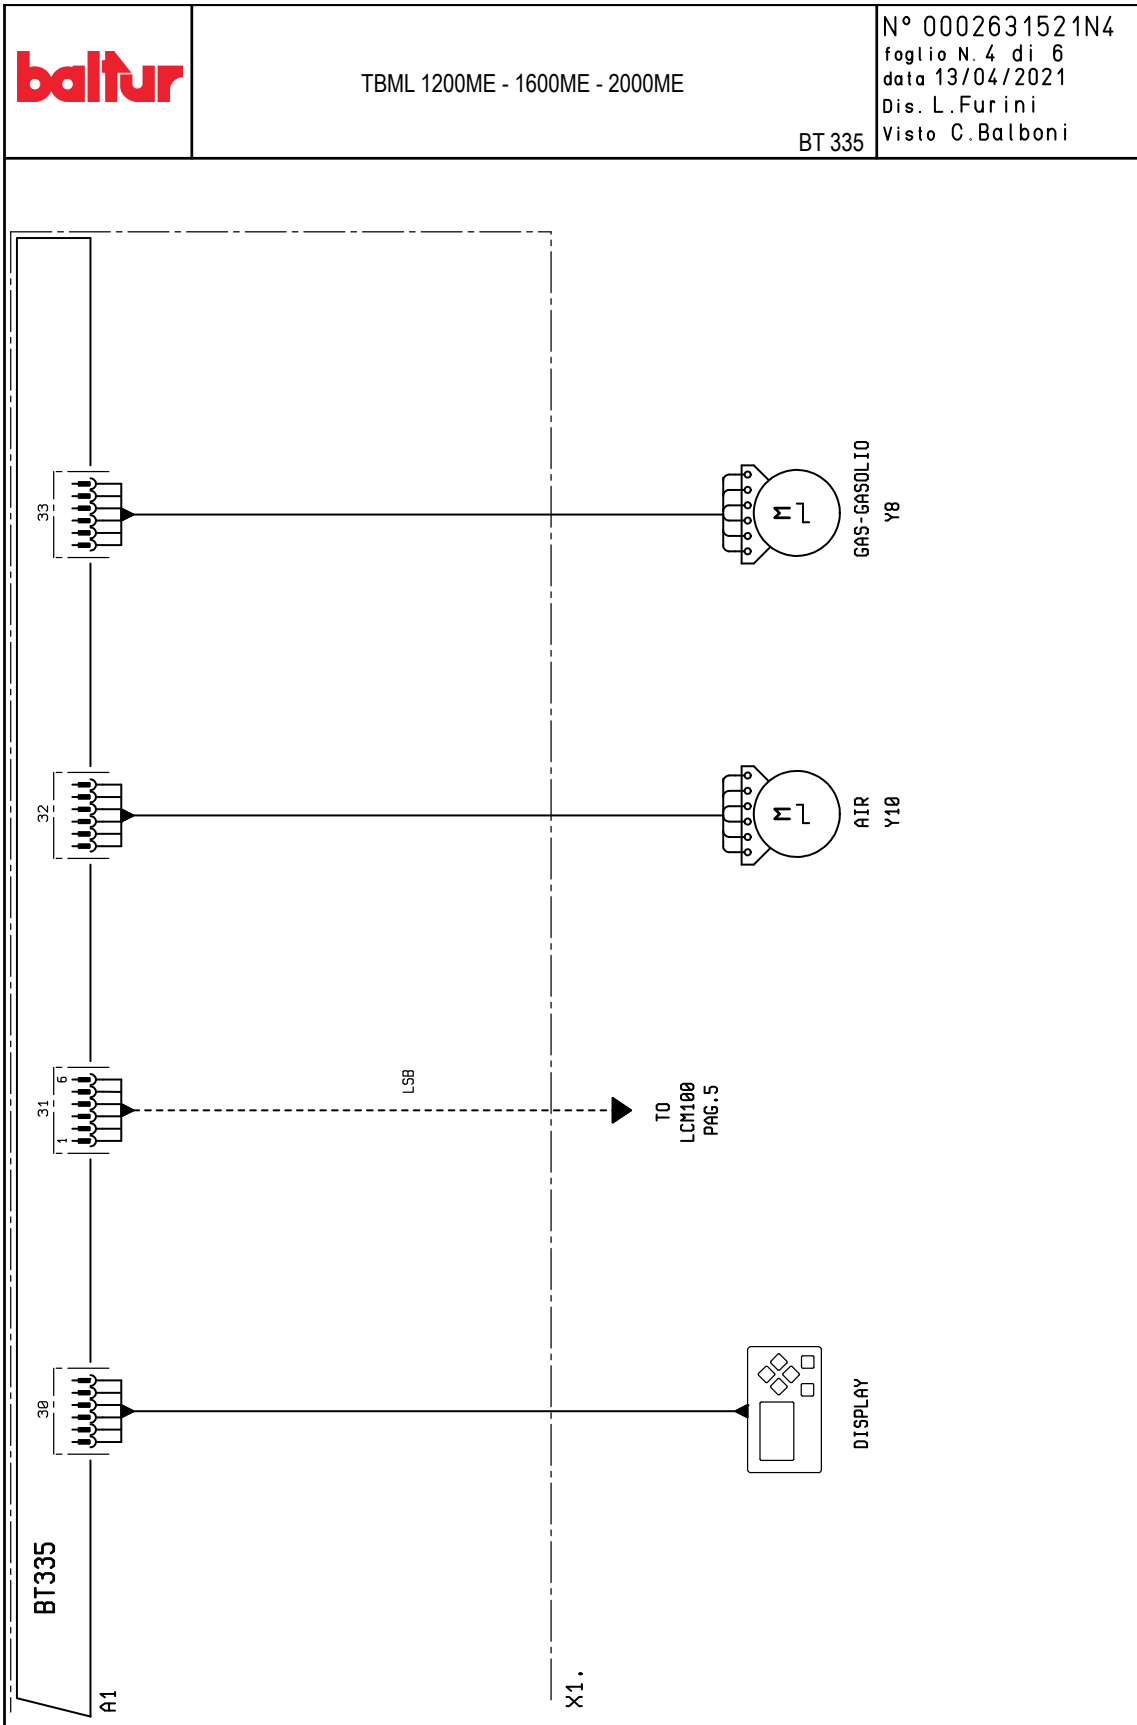 baltur
TBML 1200ME - 1600ME - 2000ME
BT 335
N° 0002631521N4
foglio N. 4 di 6
data 13/04/2021
Dis. L.Furini
Visto C.Balboni
33
GAS-GASOLIO
Y8
32
AIR
Y10
31
6
1
LSB
TO
LCM100
PAG.5
30
DISPLAY
BT335
A1
X1.